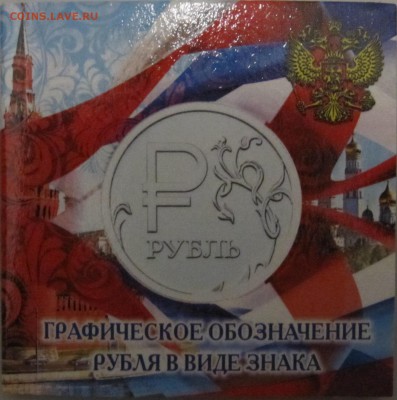 COINS.LAVE.RU
РУБЛЬ
ГРАФИЧЕСКОЕ ОБОЗНАЧЕНИЕ
РУБЛЯ В ВИДЕ ЗНАКА